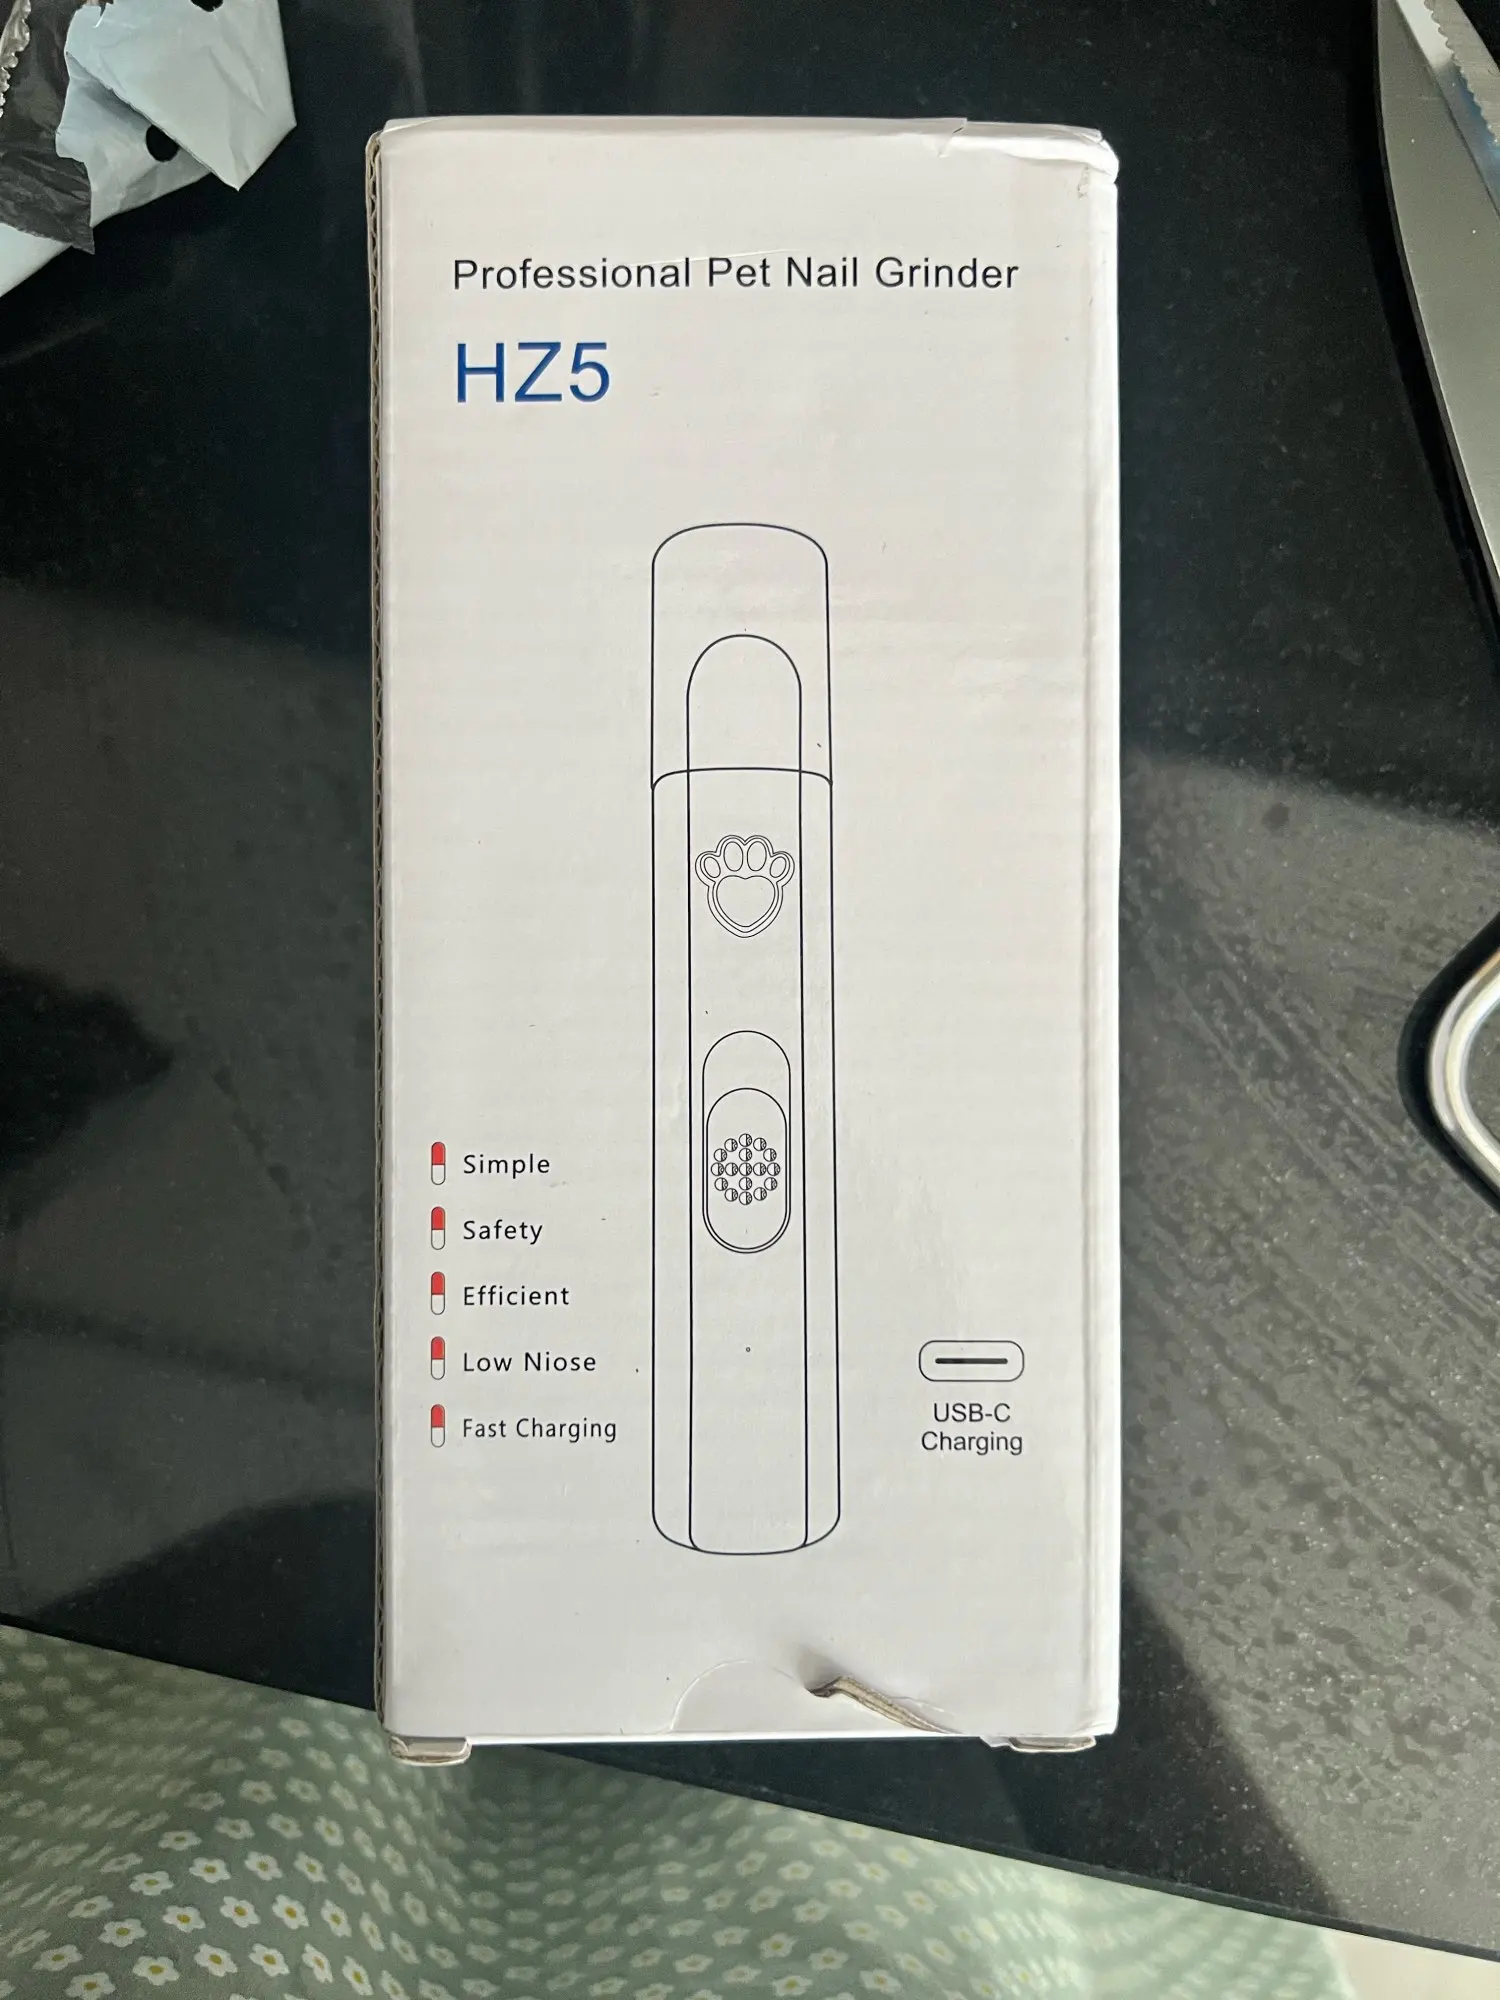 Professional Pet Nail Grinder
HZ5
Simple
Safety
Efficient
Low Niose
Fast Charging
USB-C
Charging